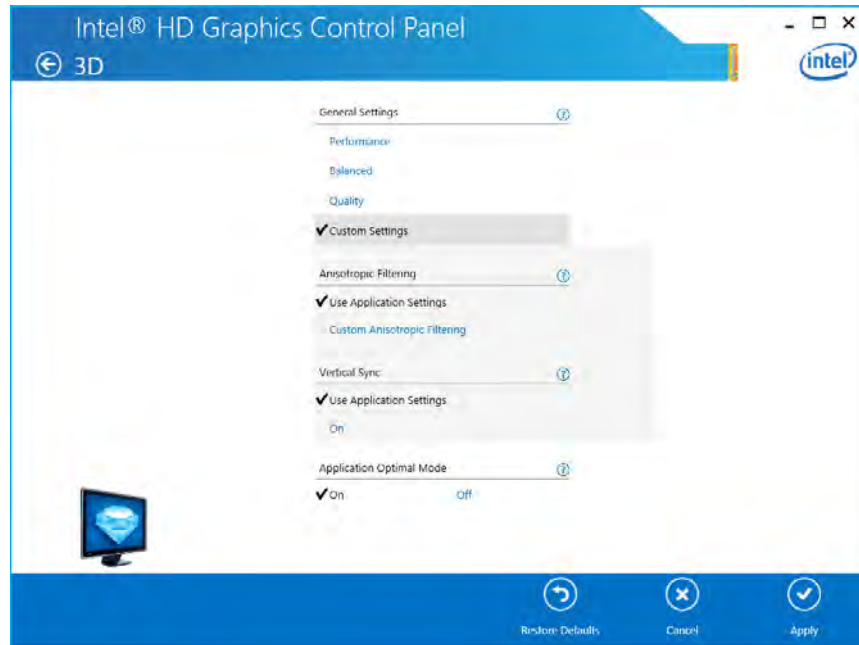 Intel® HD Graphics Control Panel
3D
intel
General Settings
Performance
Balanced
Quality
Custom Settings
Anisotropic Filtering
Use Application Settings
Custom Anisotropic Filtering
Vertical Sync
Use Application Settings
On
Application Optimal Mode
On Off
Restore Defaults Cancel Apply